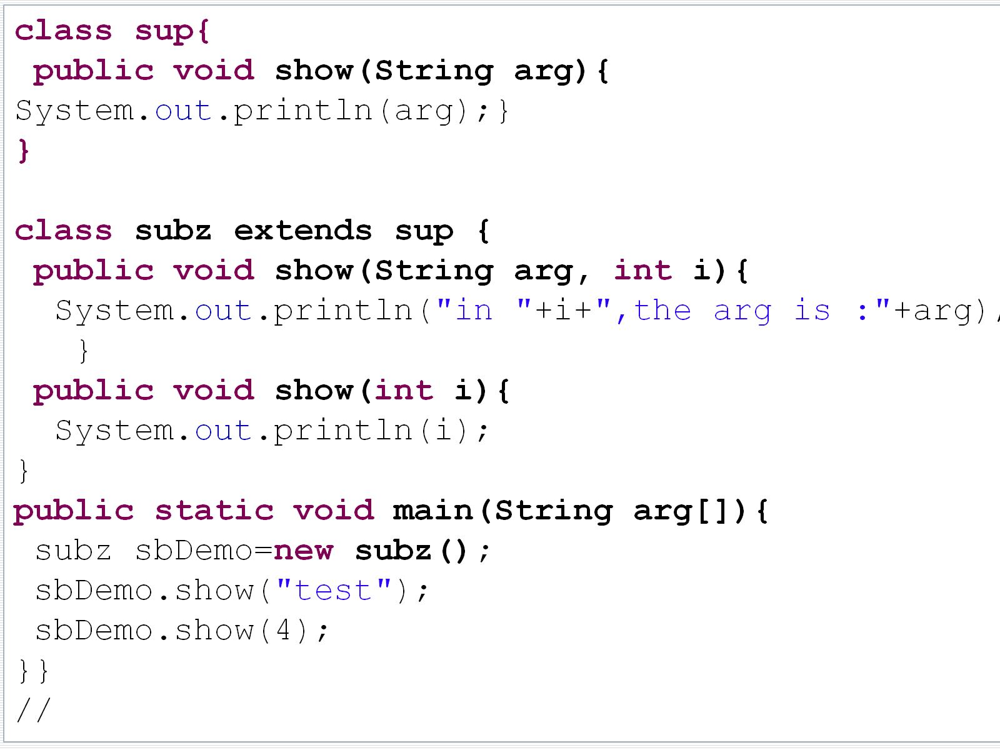 class sup{
 public void show(String arg){
System.out.println(arg);}
}
class subz extends sup {
 public void show(String arg, int i){
  System.out.println("in "+i+",the arg is :"+arg);
   }
 public void show(int i){
  System.out.println(i);
}
public static void main(String arg[]){
 subz sbDemo=new subz();
 sbDemo.show("test");
 sbDemo.show(4);
}}
//